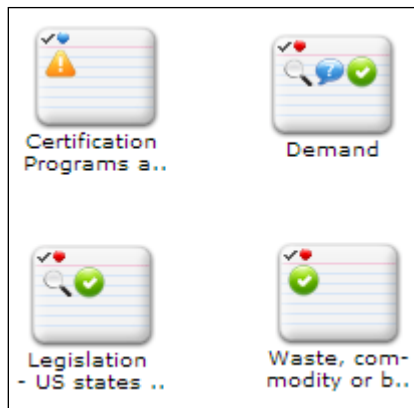 Certification
Programs a..
Demand
Legislation
- US states ..
Waste, com-
modity or b..